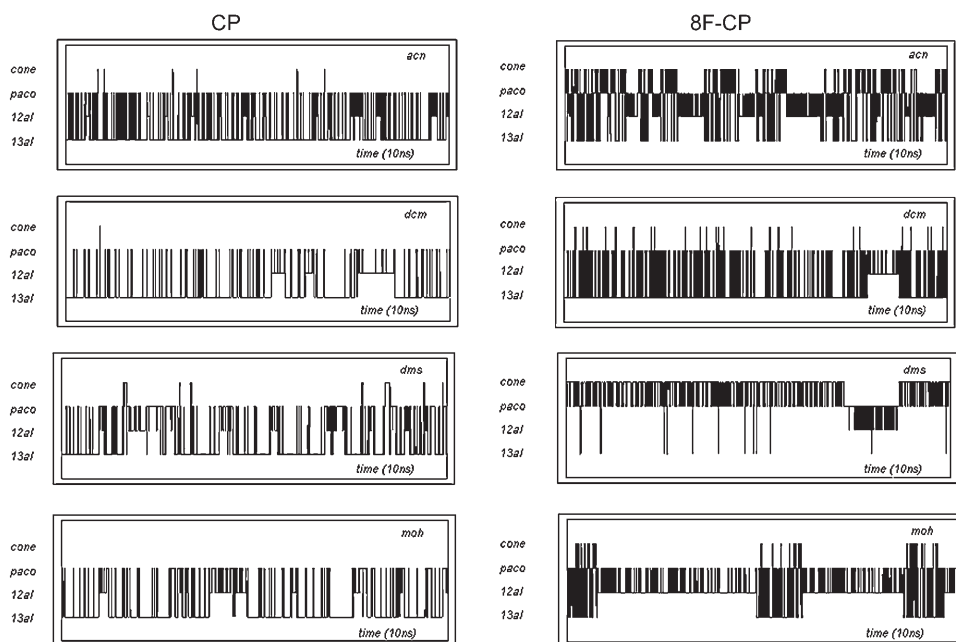 CP
8F-CP
acn
cone
paco
12al
13al
time (10ns)
acn
cone
paco
12al
13al
time (10ns)
dcm
cone
paco
12al
13al
time (10ns)
dcm
cone
paco
12al
13al
time (10ns)
dms
cone
paco
12al
13al
time (10ns)
dms
cone
paco
12al
13al
time (10ns)
moh
cone
paco
12al
13al
time (10ns)
moh
cone
paco
12al
13al
time (10ns)